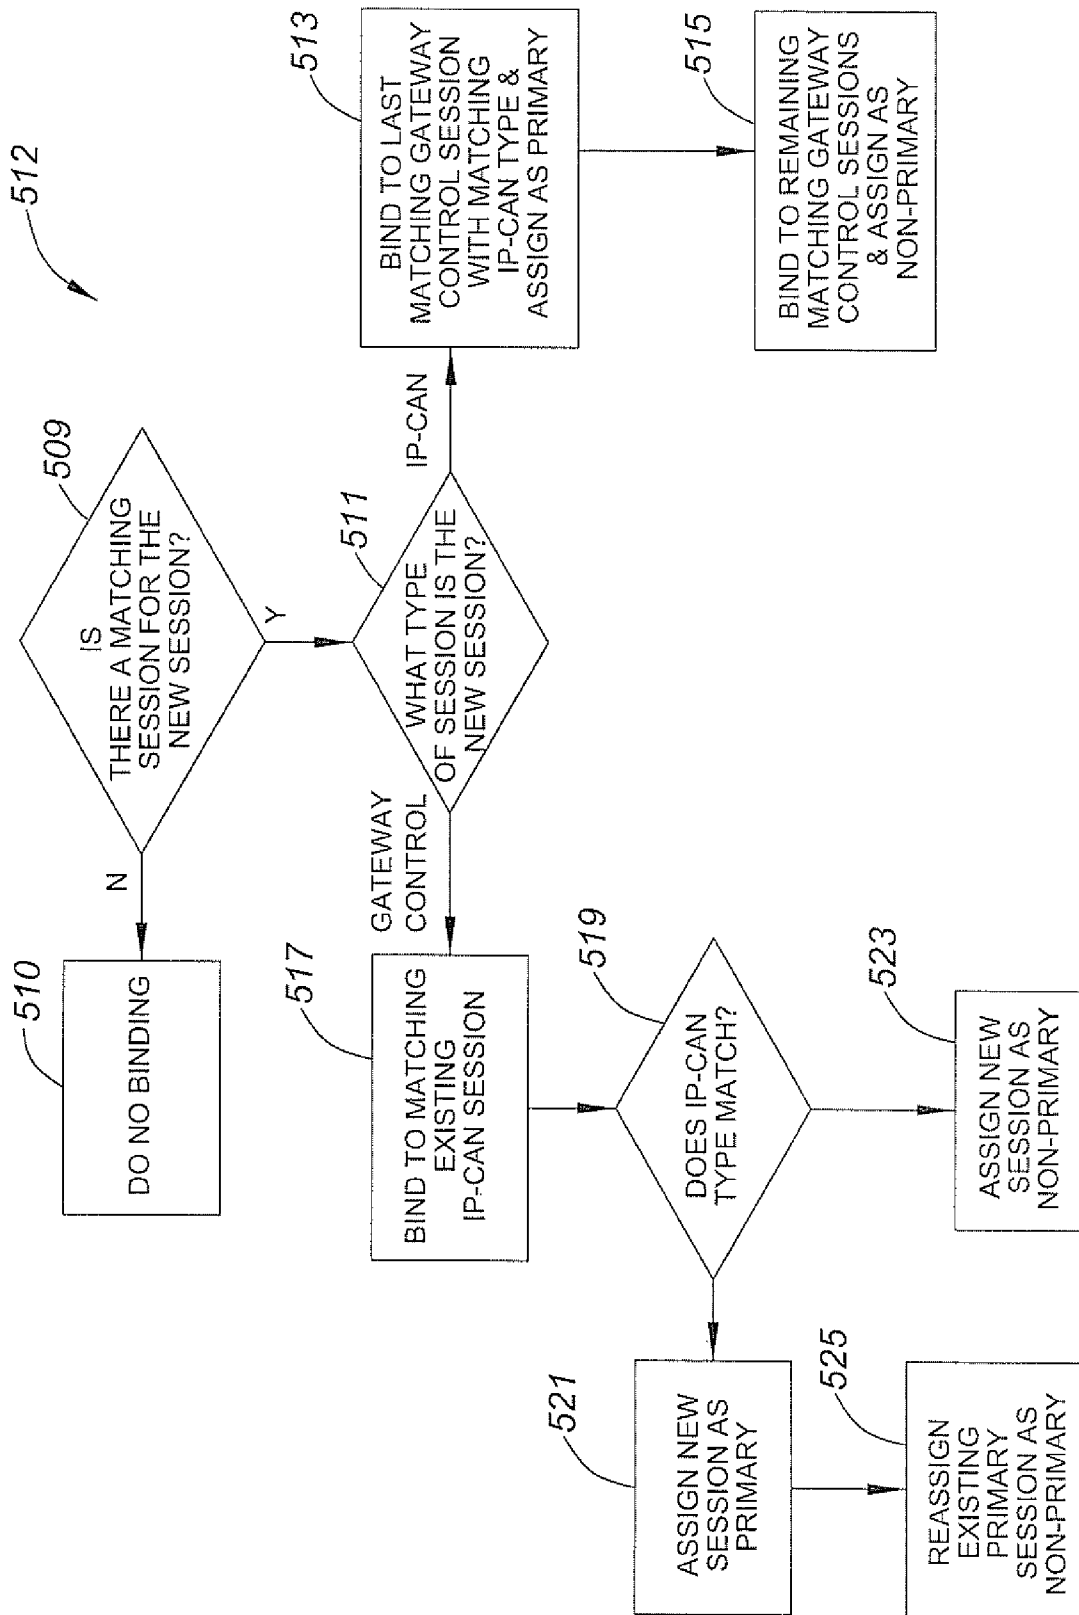 512
509
IS
THERE A MATCHING
SESSION FOR THE
NEW SESSION?
N
Y
510
DO NO BINDING
511
WHAT TYPE
OF SESSION IS THE
NEW SESSION?
IP-CAN
GATEWAY
CONTROL
513
BIND TO LAST
MATCHING GATEWAY
CONTROL SESSION
WITH MATCHING
IP-CAN TYPE &
ASSIGN AS PRIMARY
515
BIND TO REMAINING
MATCHING GATEWAY
CONTROL SESSIONS
& ASSIGN AS
NON-PRIMARY
517
BIND TO MATCHING
EXISTING
IP-CAN SESSION
519
DOES IP-CAN
TYPE MATCH?
521
ASSIGN NEW
SESSION AS
PRIMARY
523
ASSIGN NEW
SESSION AS
NON-PRIMARY
525
REASSIGN
EXISTING
PRIMARY
SESSION AS
NON-PRIMARY